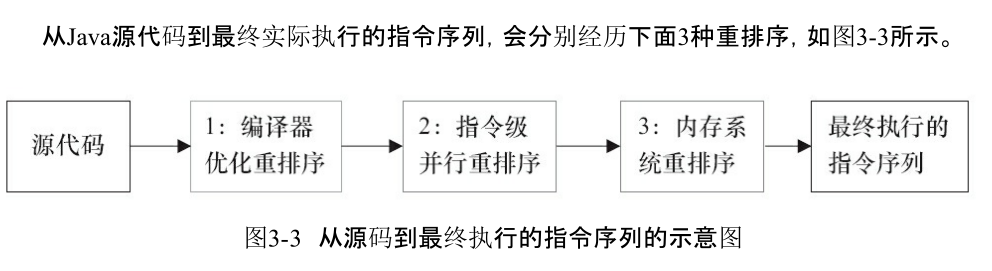 从Java源代码到最终实际执行的指令序列，会分别经历下面3种重排序，如图3-3所示。
源代码
1：编译器
优化重排序
2：指令级
并行重排序
3：内存系
统重排序
最终执行的
指令序列
图3-3 从源码到最终执行的指令序列的示意图